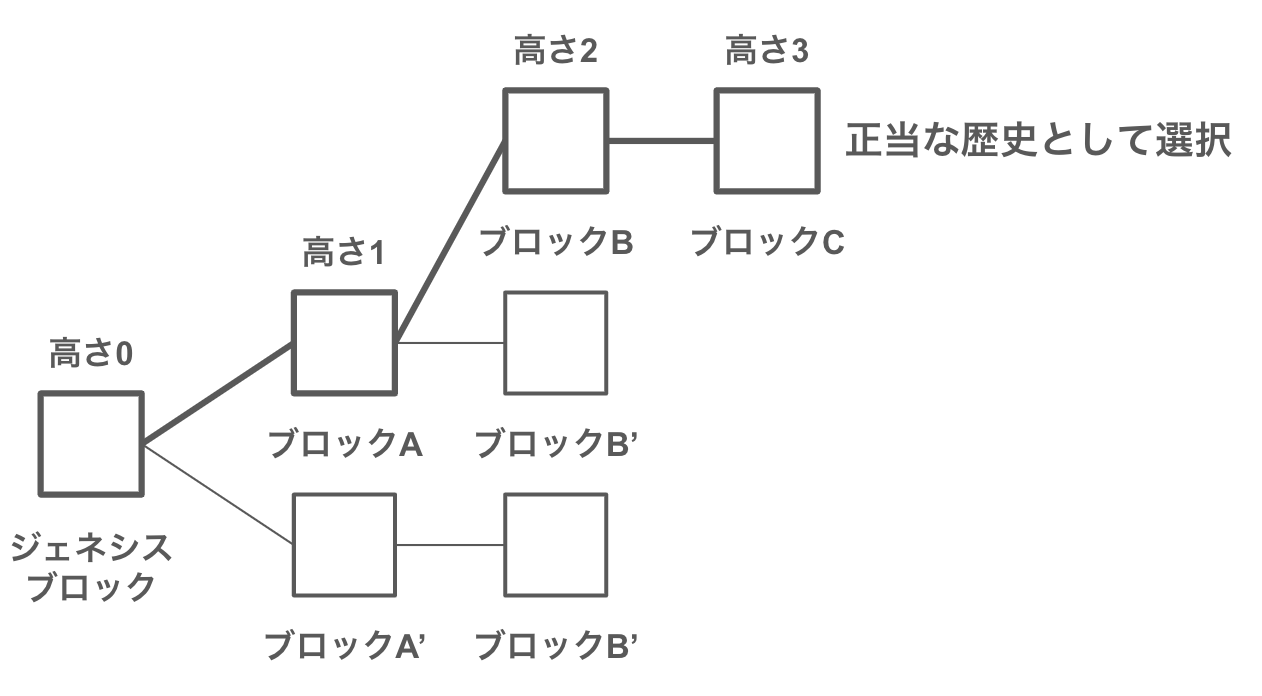 高さ2
高さ3
正当な歴史として選択
ブロックB
ブロックC
高さ1
高さ0
ブロックA
ブロックB’
ジェネシス
ブロック
ブロックA’
ブロックB’